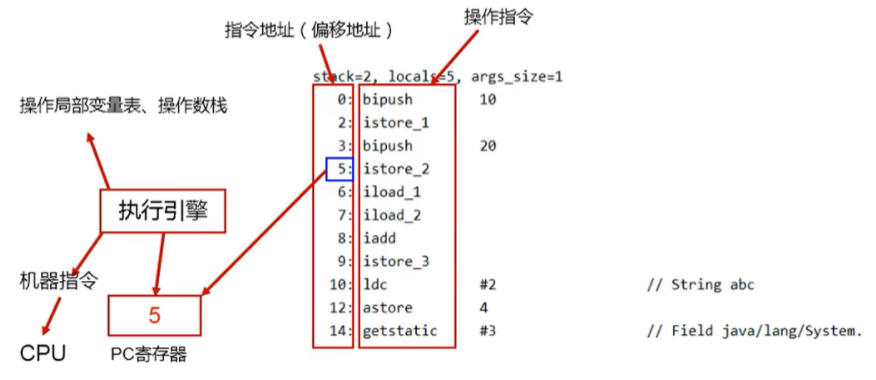 操作指令
指令地址（偏移地址）
stack=2, locals=5, args_size=1
操作局部变量表、操作数栈
0: bipush 10
2: istore_1
3: bipush 20
5: istore_2
6: iload_1
7: iload_2
8: iadd
9: istore_3
10: ldc #2 // String abc
12: astore 4
14: getstatic #3 // Field java/lang/System.
执行引擎
机器指令
5
CPU
PC寄存器